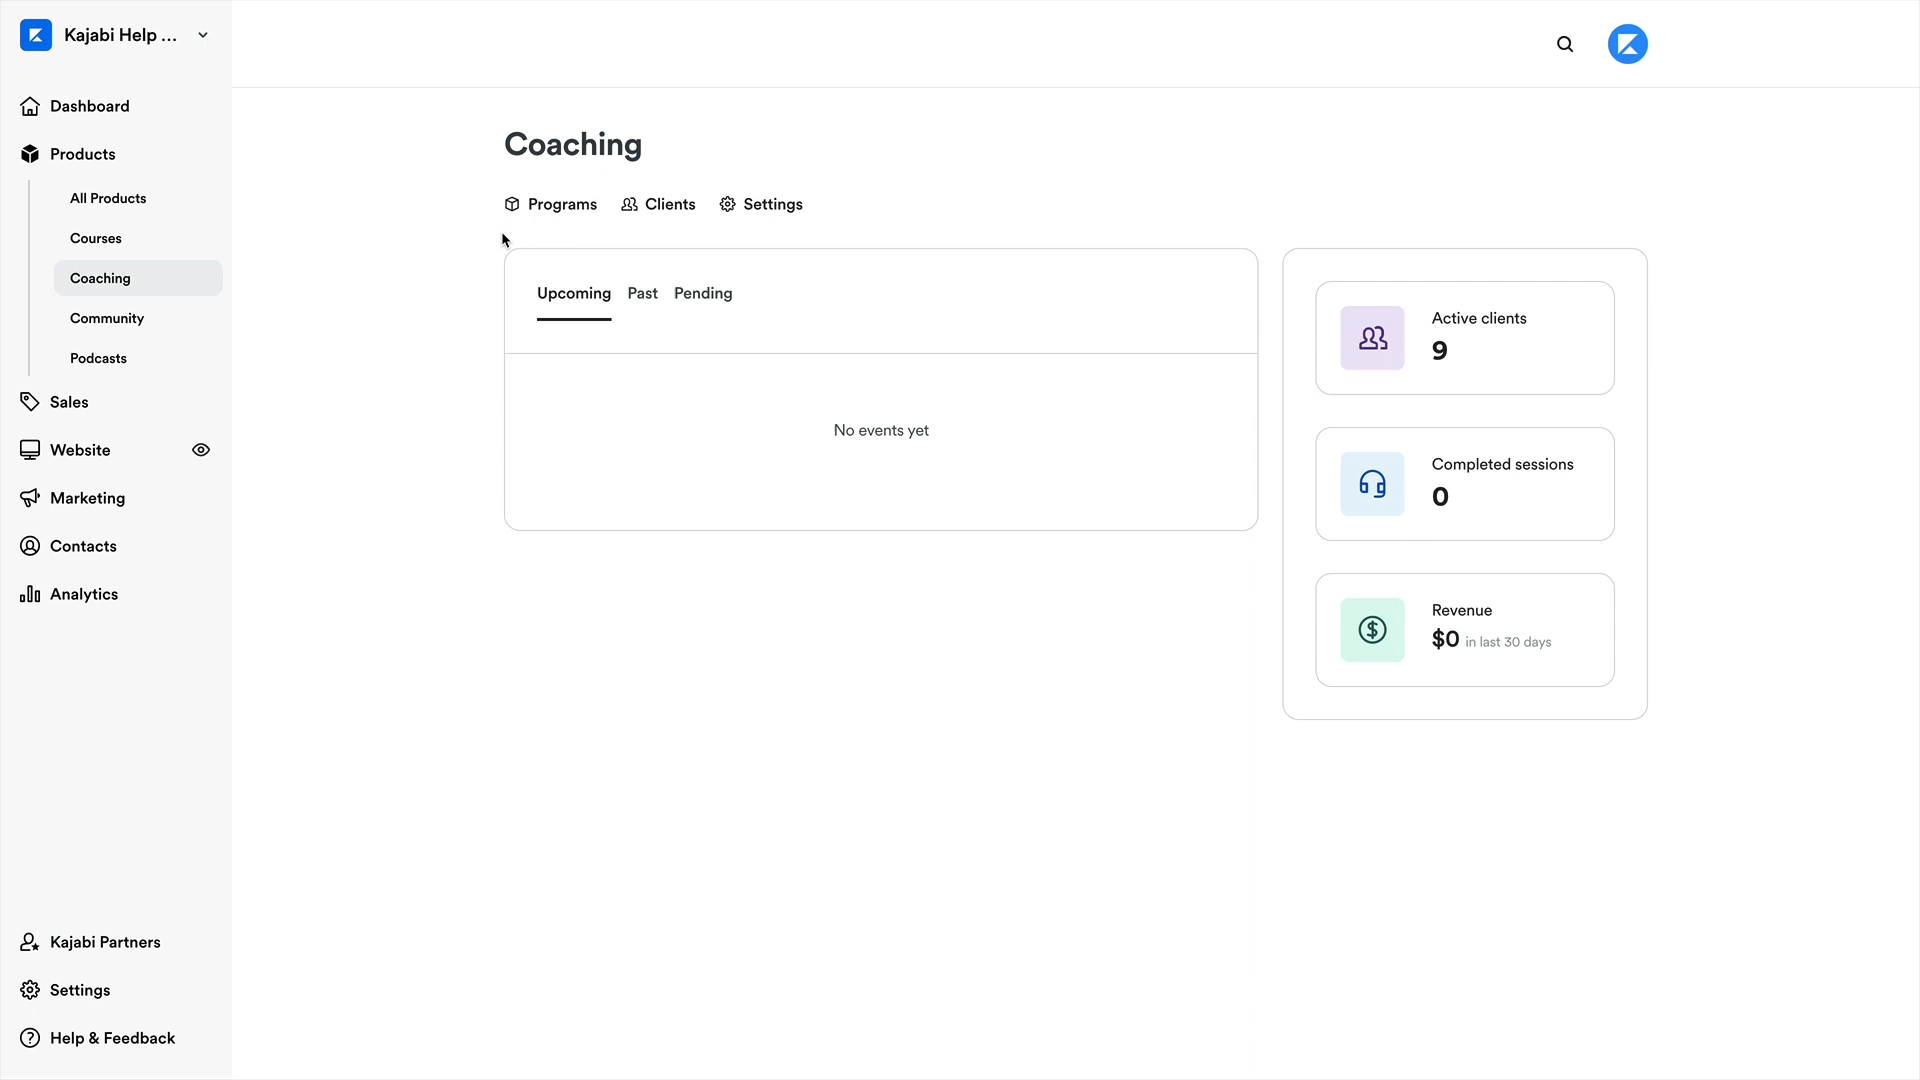 Kajabi Help ...
Dashboard
Products
All Products
Courses
Coaching
Community
Podcasts
Sales
Website
Marketing
Contacts
Analytics
Kajabi Partners
Settings
Help & Feedback
Coaching
Programs Clients Settings
Upcoming Past Pending
No events yet
Active clients
9
Completed sessions
0
Revenue
$0 in last 30 days